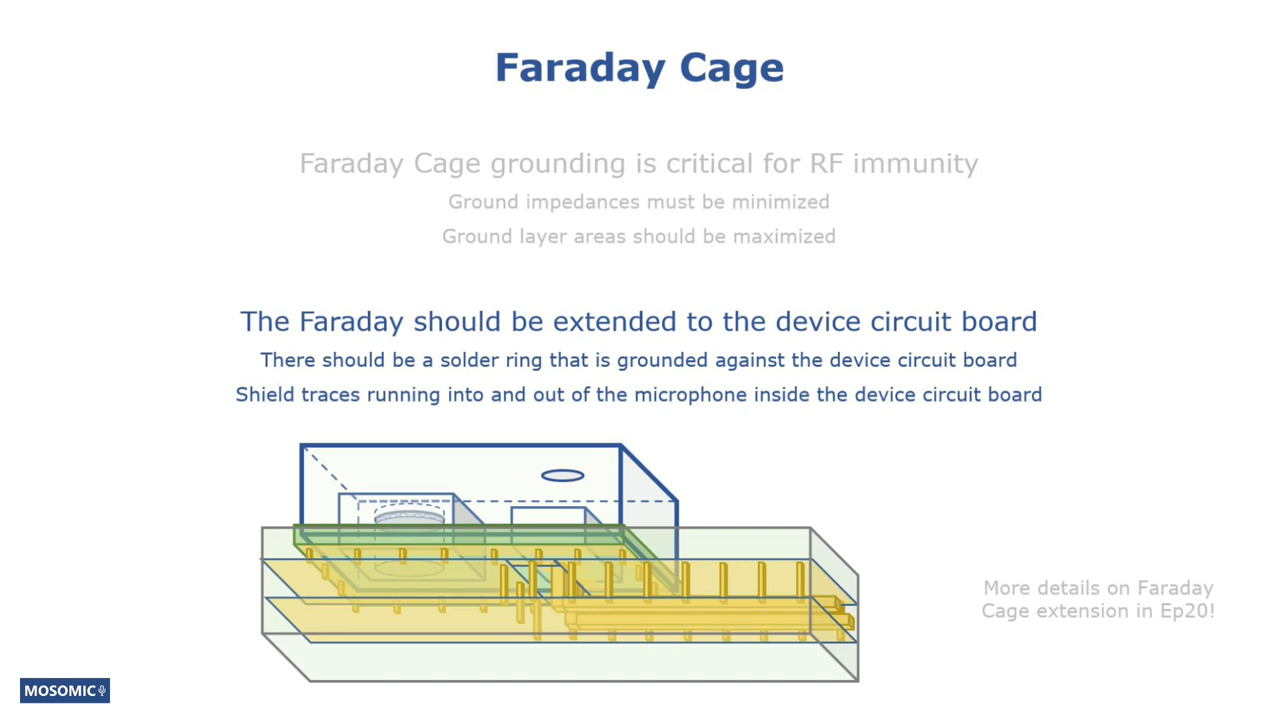 Faraday Cage
Faraday Cage grounding is critical for RF immunity
Ground impedances must be minimized
Ground layer areas should be maximized
The Faraday should be extended to the device circuit board
There should be a solder ring that is grounded against the device circuit board
Shield traces running into and out of the microphone inside the device circuit board
More details on Faraday
Cage extension in Ep20!
MOSOMIC